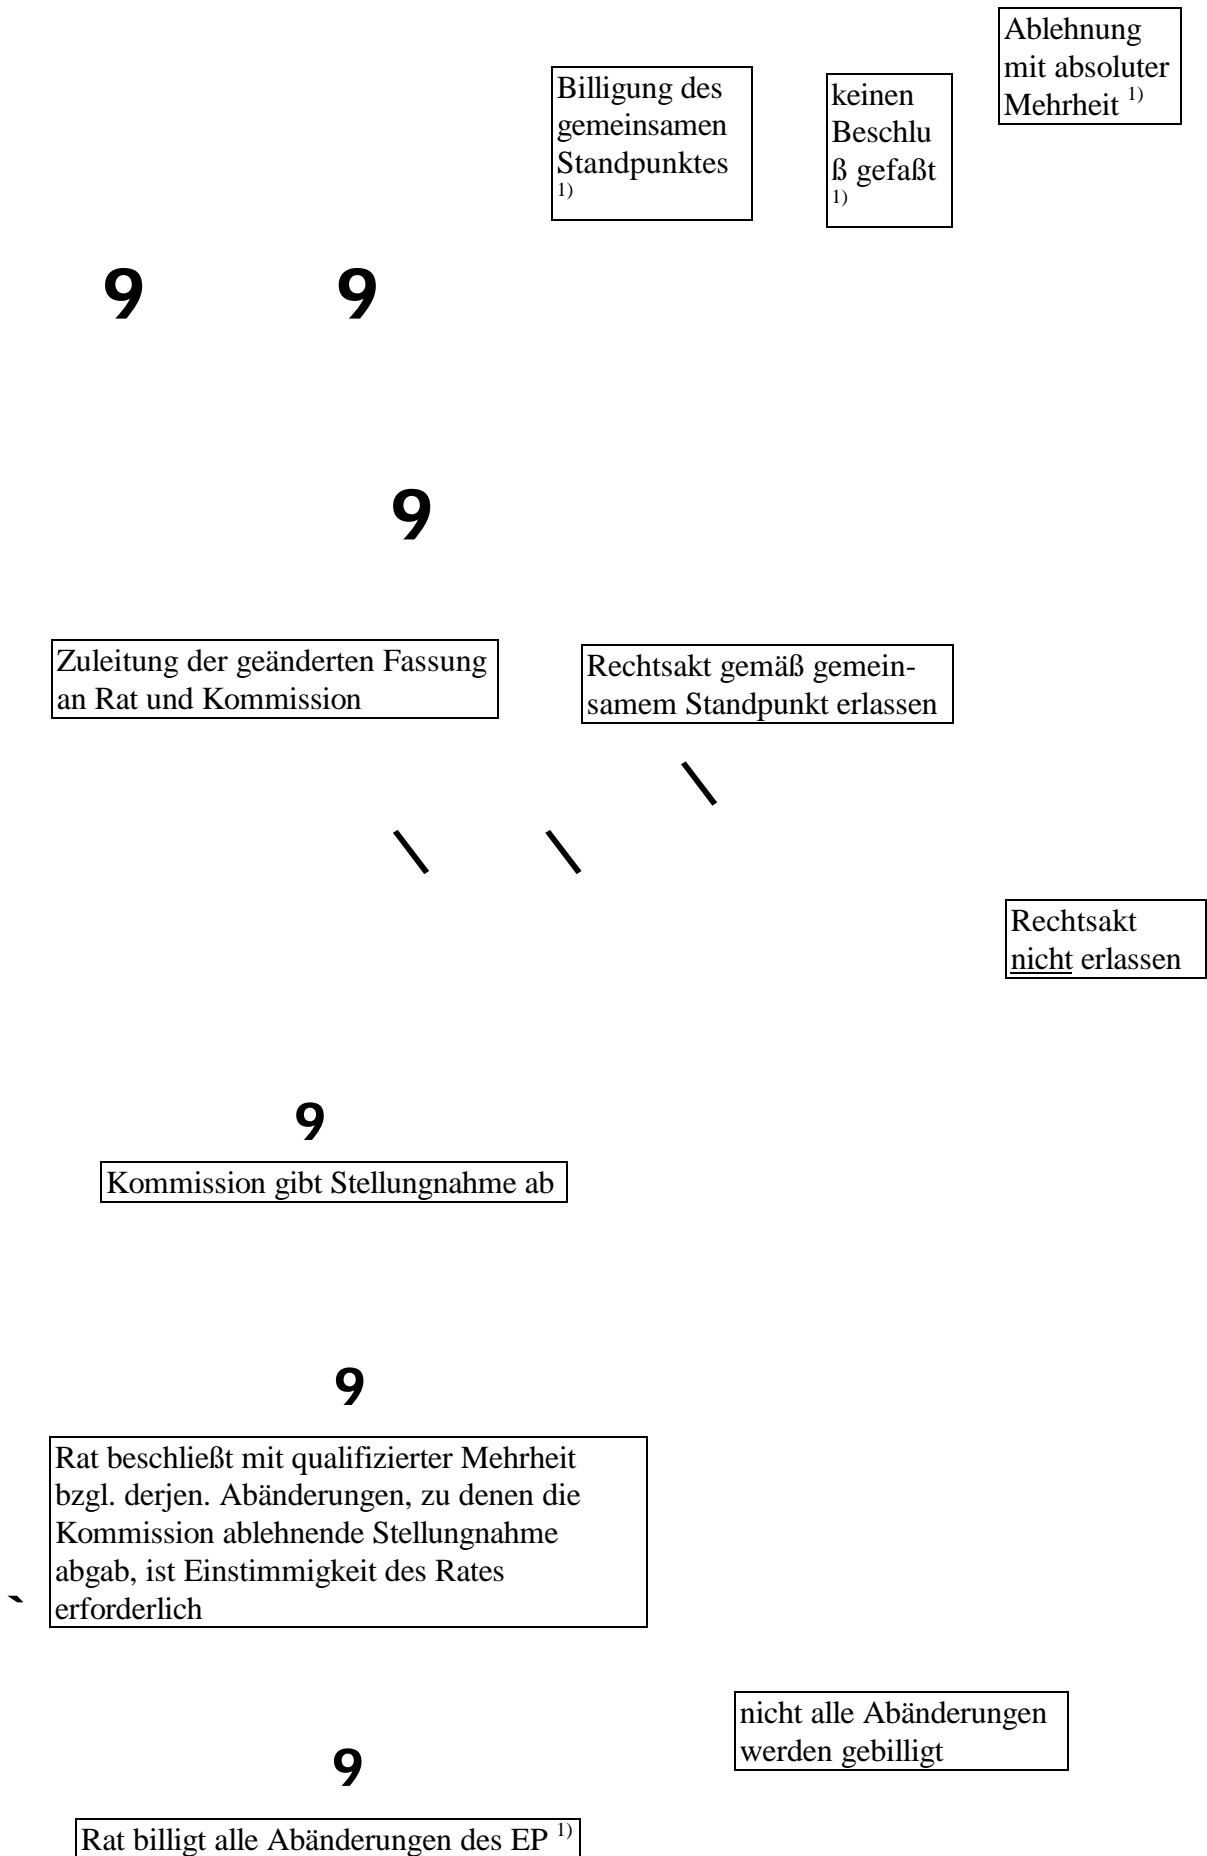 Ablehnung
mit absoluter
Mehrheit 1)
Billigung des
gemeinsamen
Standpunktes
1)
keinen
Beschlu
ß gefaßt
1)
9 9
9
Zuleitung der geänderten Fassung
an Rat und Kommission
Rechtsakt gemäß gemein-
samem Standpunkt erlassen
\
\ \
Rechtsakt
nicht erlassen
9
Kommission gibt Stellungnahme ab
9
Rat beschließt mit qualifizierter Mehrheit
bzgl. derjen. Abänderungen, zu denen die
Kommission ablehnende Stellungnahme
abgab, ist Einstimmigkeit des Rates
erforderlich
`
nicht alle Abänderungen
werden gebilligt
9
Rat billigt alle Abänderungen des EP 1)